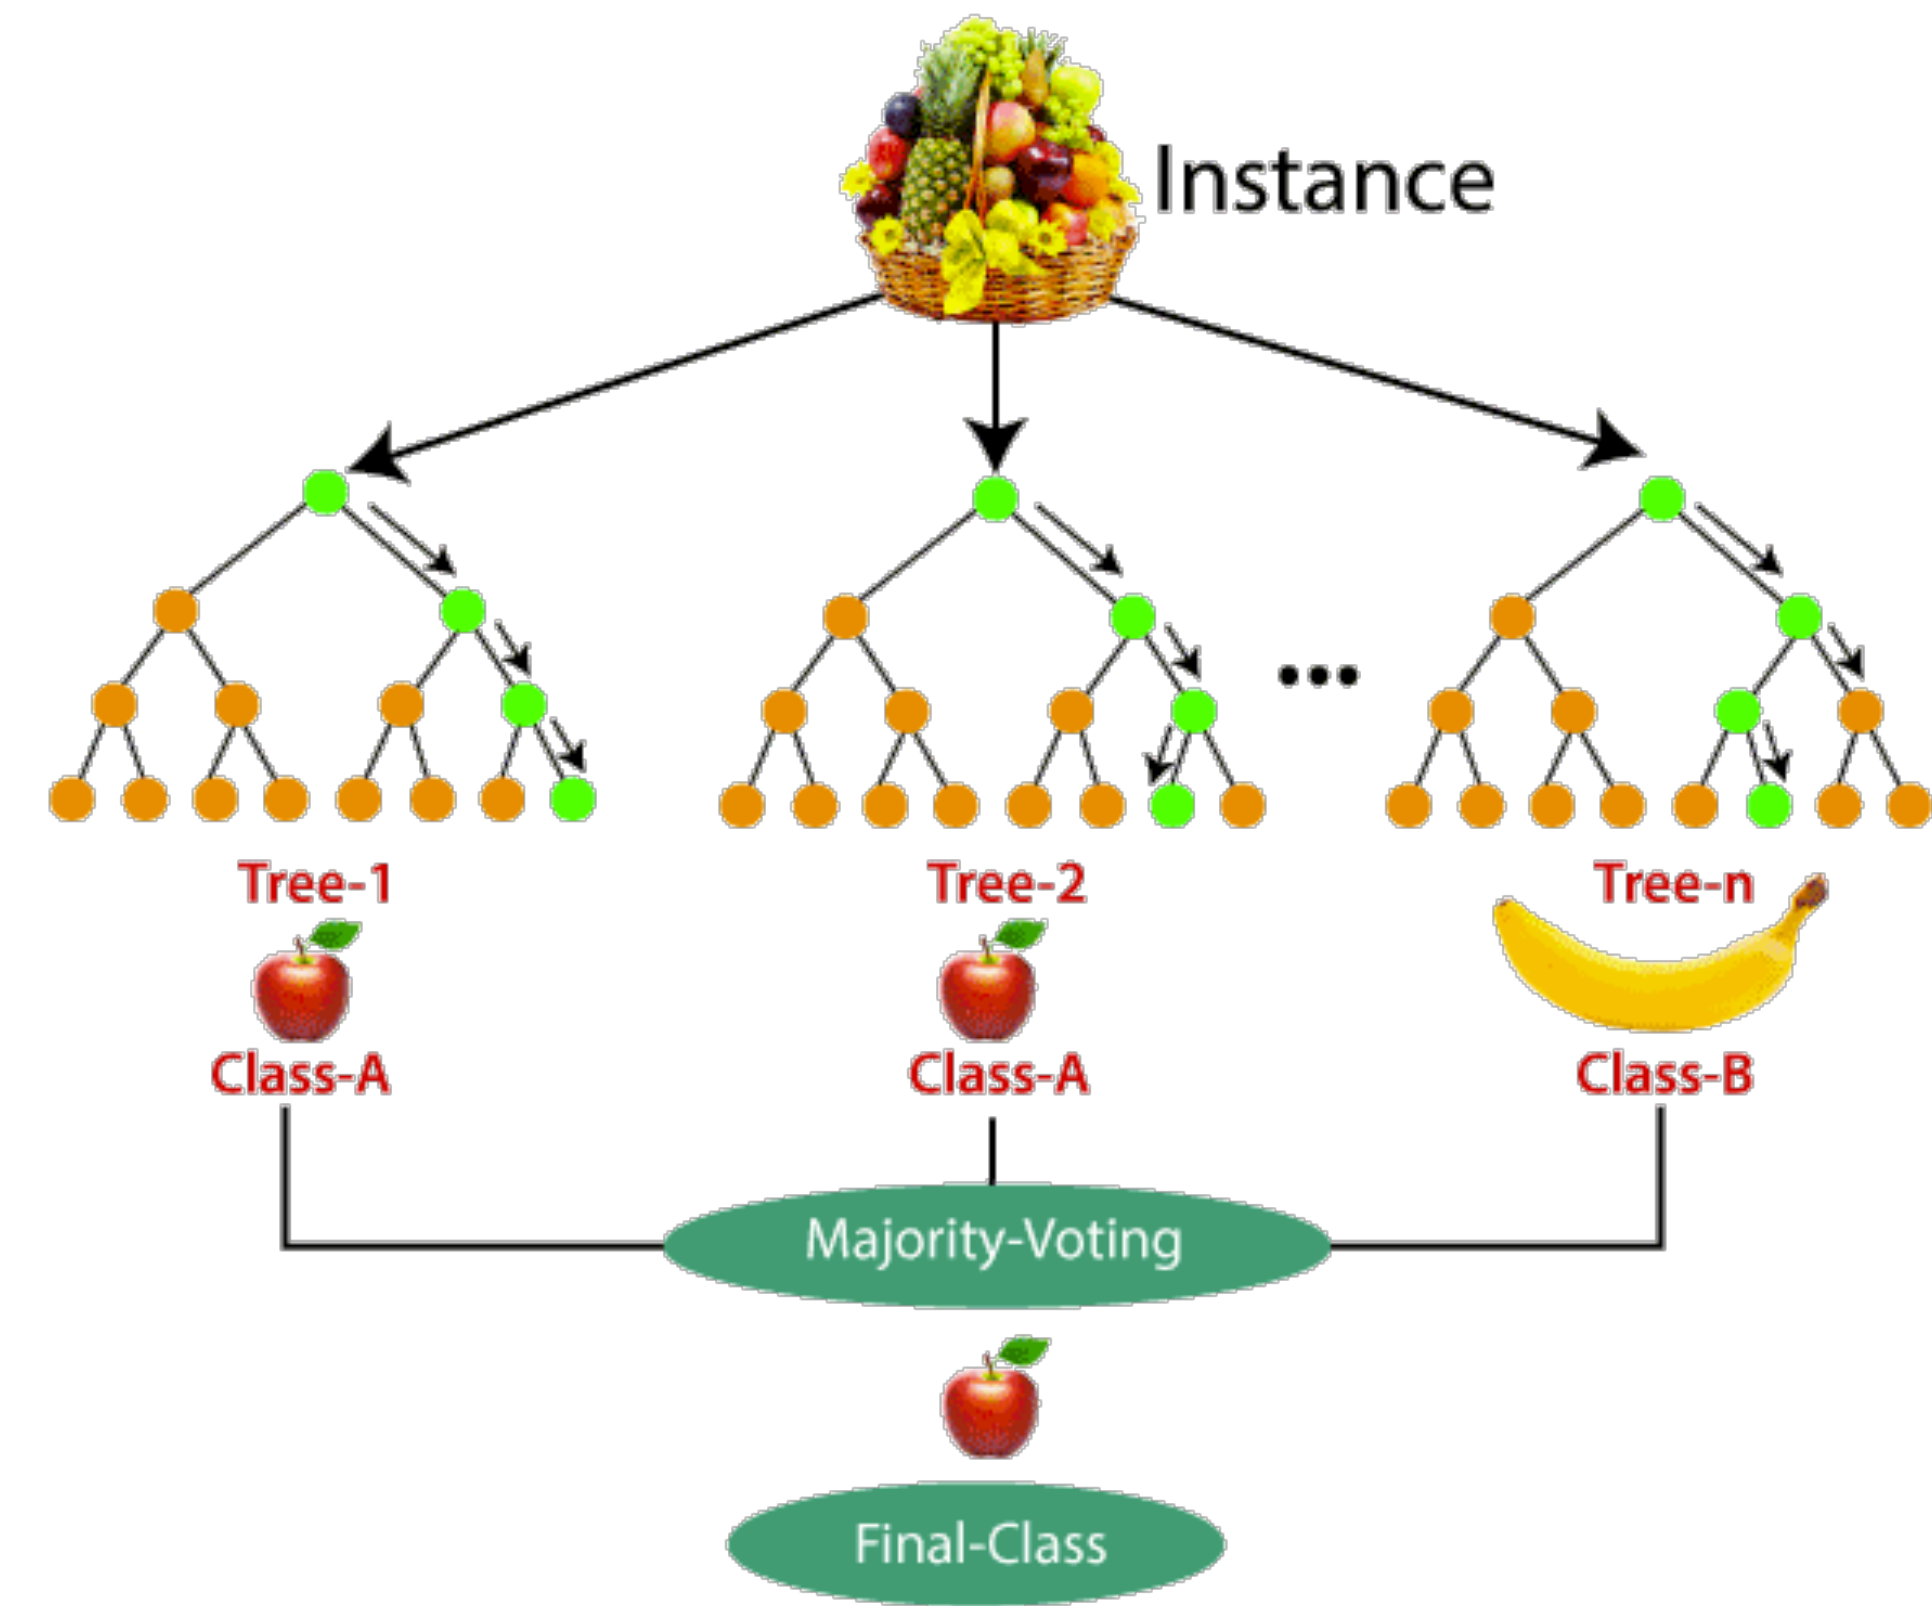 Instance
...
Tree-1
Tree-2
Tree-n
Class-A
Class-A
Class-B
Majority-Voting
Final-Class